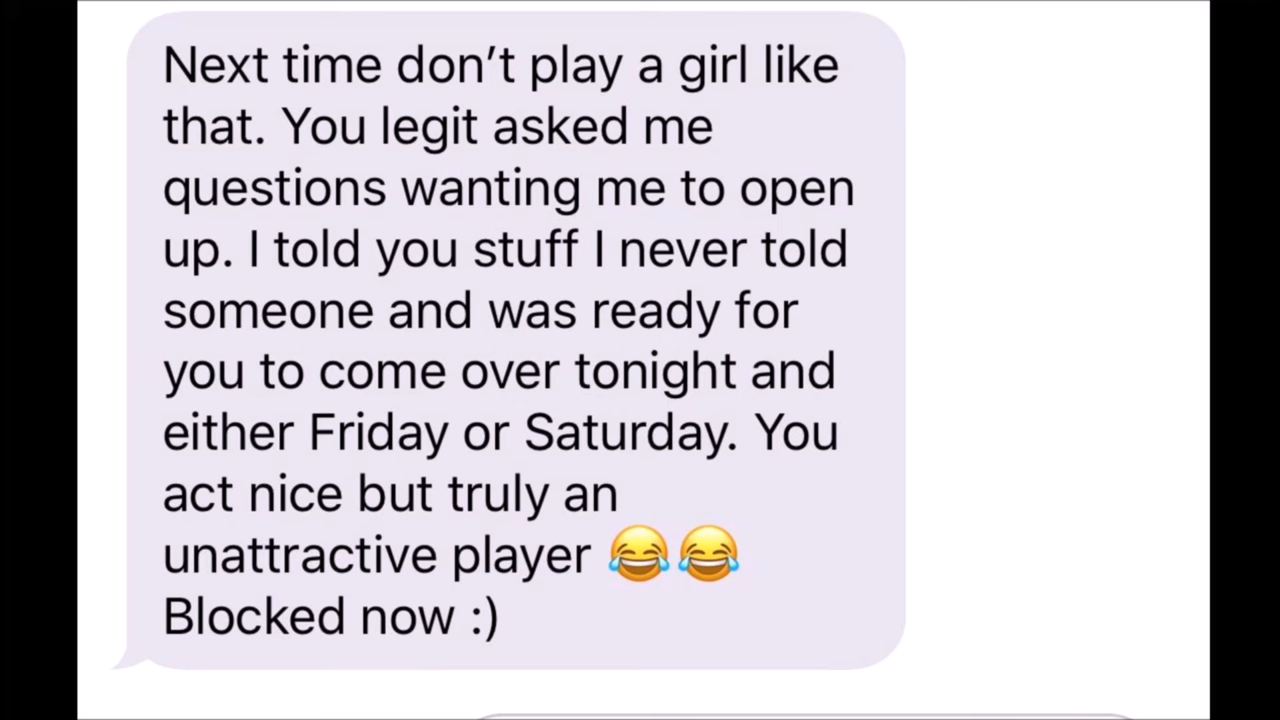 Next time don’t play a girl like
that. You legit asked me
questions wanting me to open
up. I told you stuff I never told
someone and was ready for
you to come over tonight and
either Friday or Saturday. You
act nice but truly an
unattractive player 😂😂
Blocked now :)